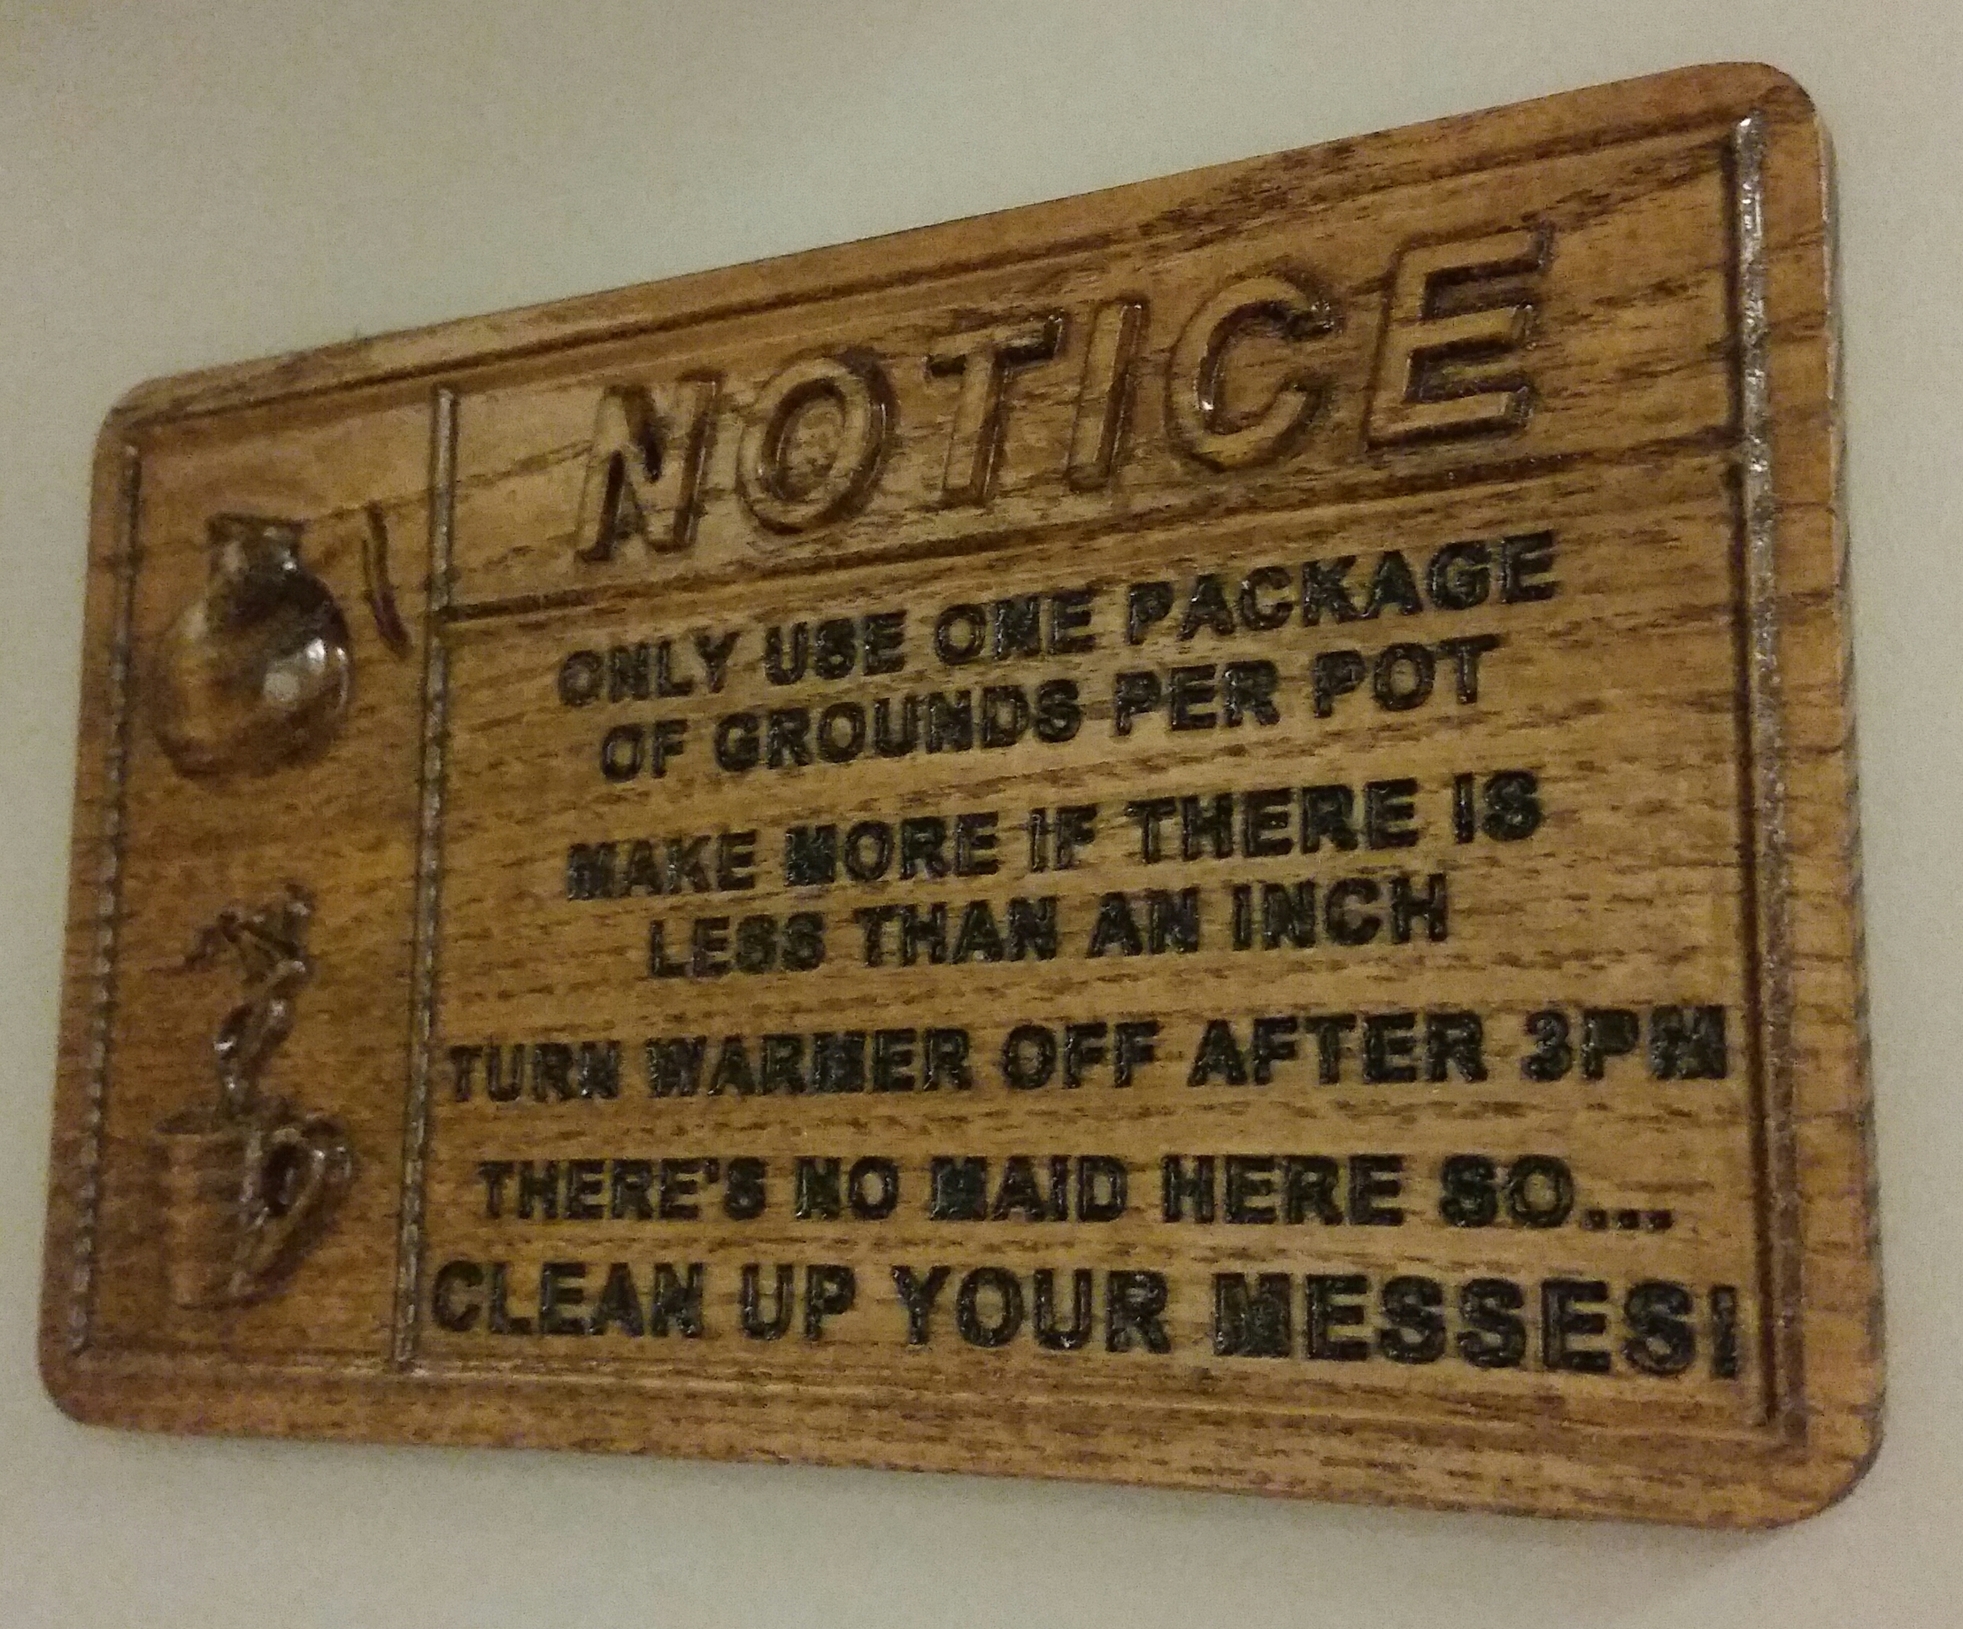 NOTICE
ONLY USE ONE PACKAGE
OF GROUNDS PER POT
MAKE MORE IF THERE IS
LESS THAN AN INCH
TURN WARMER OFF AFTER 3PM
THERE'S NO MAID HERE SO...
CLEAN UP YOUR MESSES!